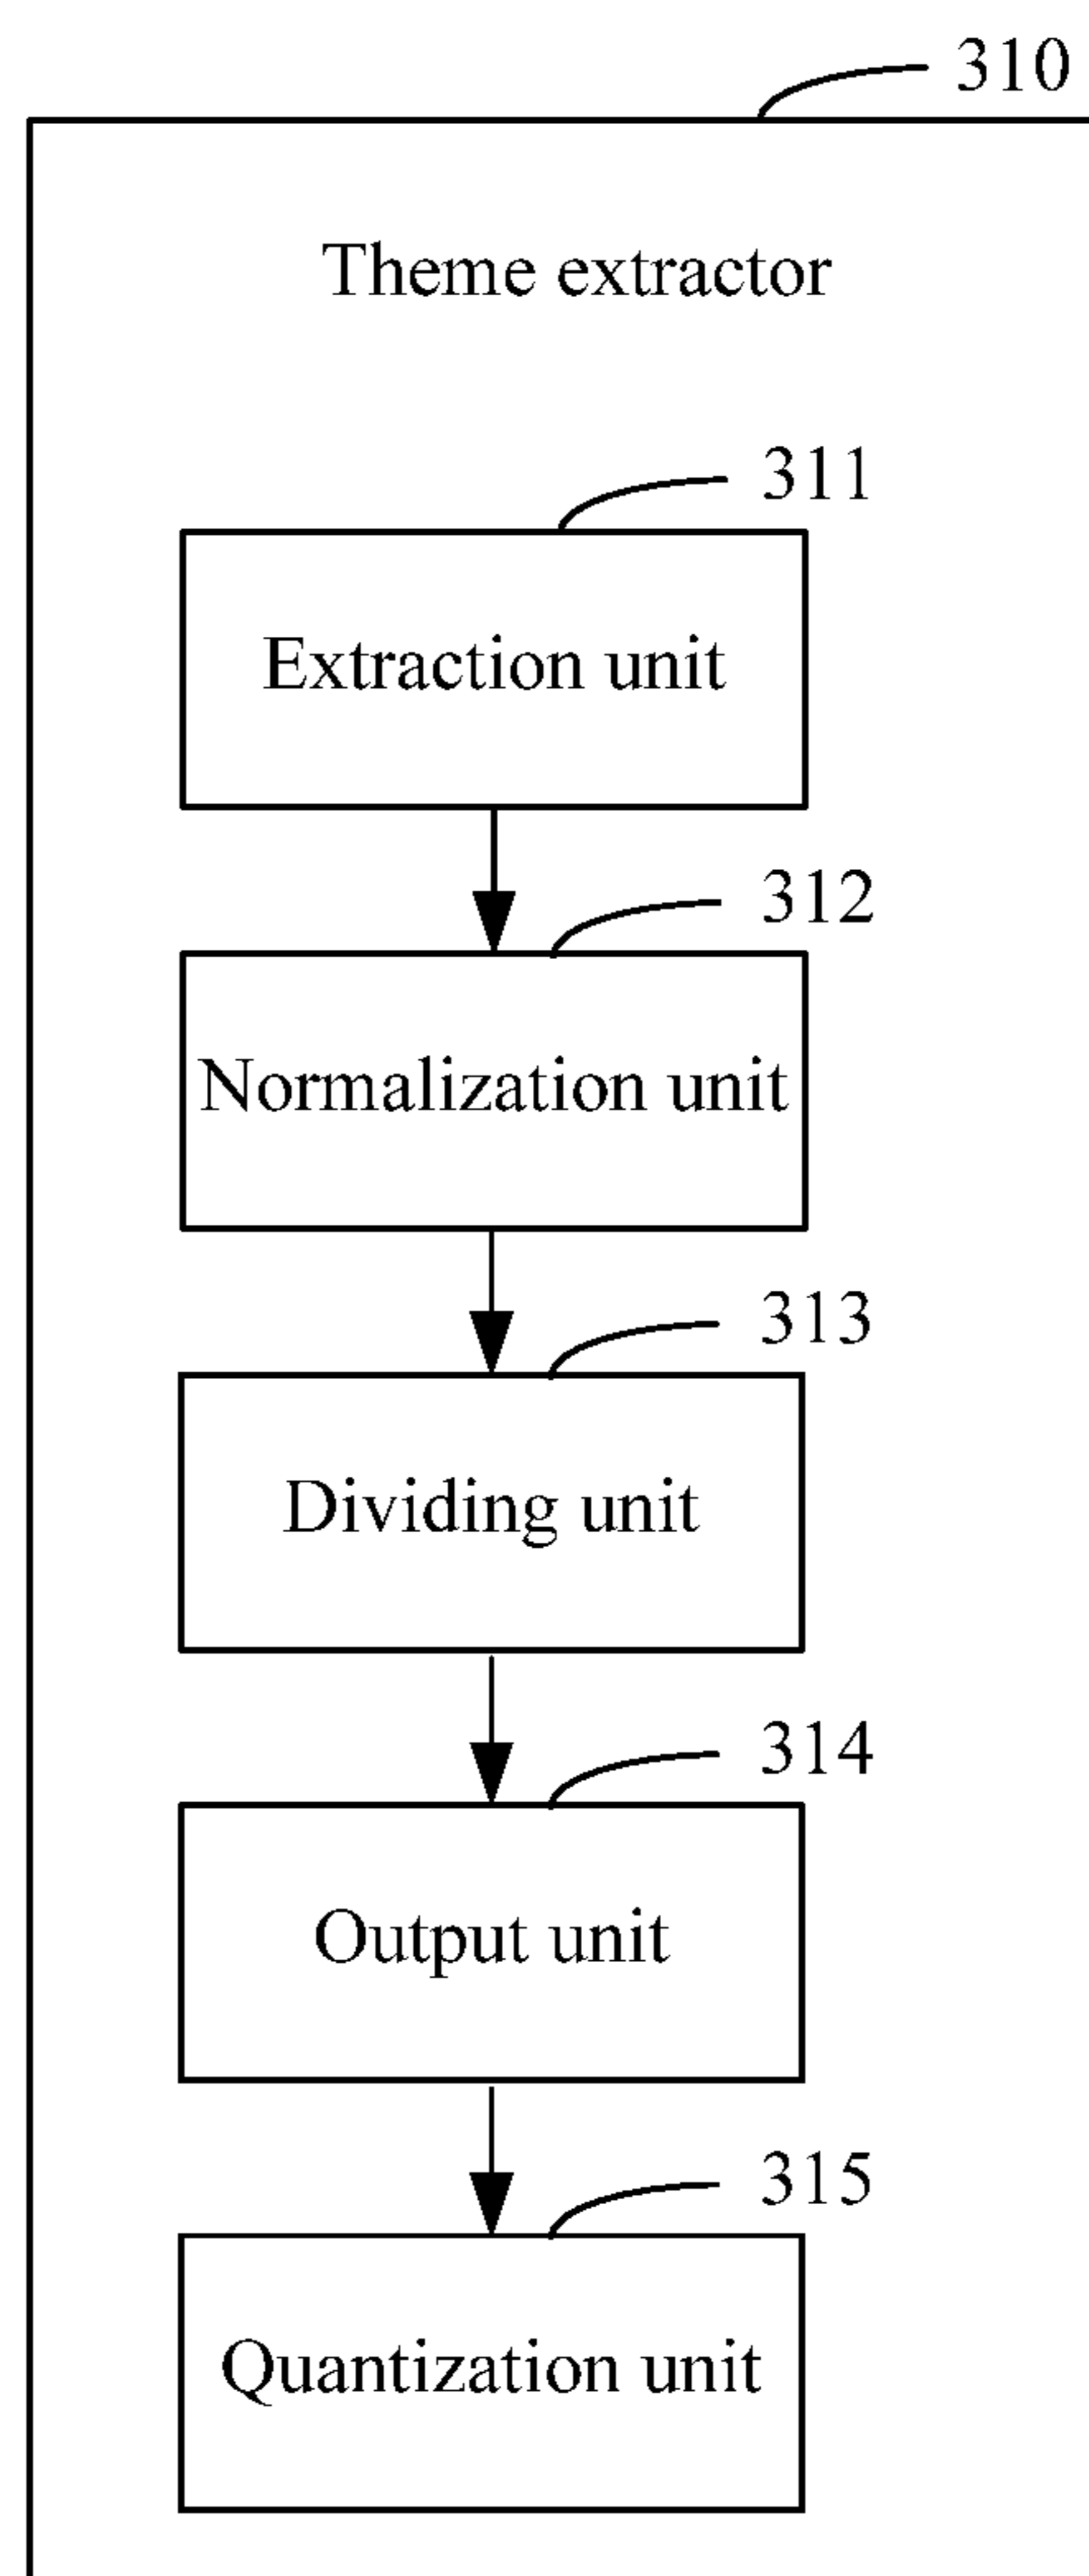 310
Theme extractor
311
Extraction unit
312
Normalization unit
313
Dividing unit
314
Output unit
315
Quantization unit